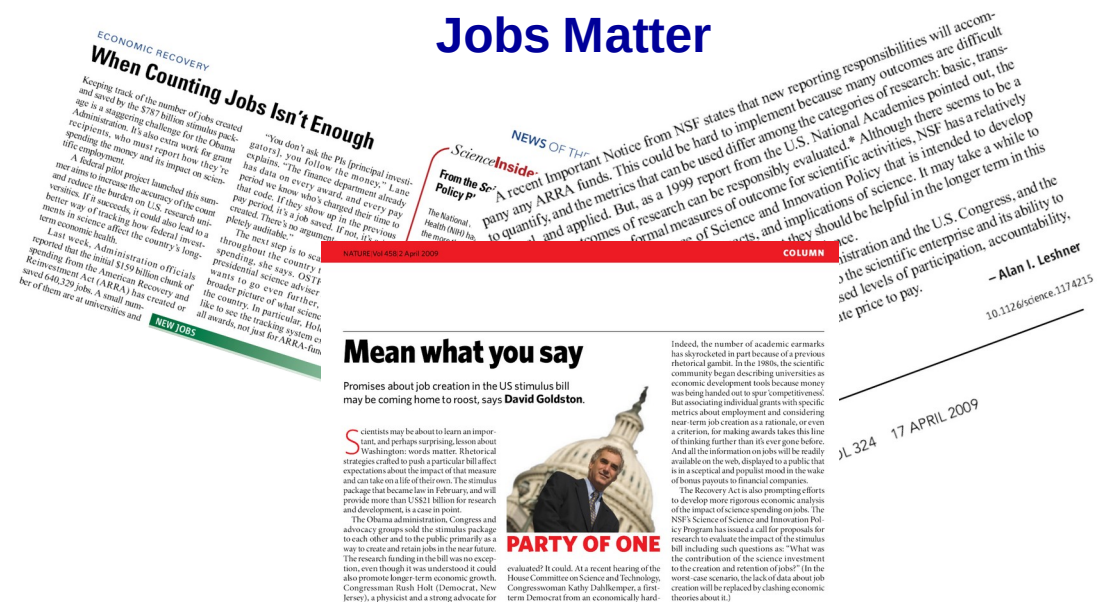 Jobs Matter
ECONOMIC RECOVERY
When Counting Jobs Isn't Enough
Keeping track of the number of jobs created
and saved by the $787 billion stimulus pack-
age is a staggering challenge for the Obama
Administration. It's also extra work for grant
recipients, who must report how they're
spending the money and its impact on scien-
tific employment.
A federal pilot project launched this sum-
mer aims to increase the accuracy of the count
and reduce the burden on U.S. research uni-
versities. If it succeeds, it could also lead to a
better way of tracking how federal invest-
ments in science affect the country's long-
term economic health.
Last week, Administration officials
reported that the initial $159 billion chunk of
spending from the American Recovery and
Reinvestment Act (ARRA) has created or
saved 640,329 jobs. A small num-
ber of them are at universities and
"You don't ask the PIs [principal investi-
gators], you follow the money," Lane
explains. "The finance department already
has data on every award, and every pay
period we know who's changed their time to
that code. If they show up in the previous
pay period, it's a job saved. If not, it's
created. There's no argument
pletely auditable."
The next step is to sca
throughout the country t
spending, she says. OST
presidential science adviser
wants to go even further,
broader picture of what scienc
the country. In particular, Hol
like to see the tracking system e
all awards, not just for ARRA-fun
NEW JOBS
NEWS OF THE
ScienceInside
From the Sc
Policy P
The National
Health (NIH) ha
the more
A recent Important Notice from NSF states that new reporting responsibilities will accom-
pany any ARRA funds. This could be hard to implement because many outcomes are difficult
to quantify, and the metrics that can be used differ among the categories of research: basic, trans-
, and applied. But, as a 1999 report from the U.S. National Academies pointed out, the
comes of research can be responsibly evaluated.* Although there seems to be a
formal measures of outcome for scientific activities, NSF has a relatively
e of Science and Innovation Policy that is intended to develop
acts, and implications of science. It may take a while to
they should be helpful in the longer term in this
ce.
istration and the U.S. Congress, and the
o the scientific enterprise and its ability to
sed levels of participation, accountability,
te price to pay.
– Alan I. Leshner
10.1126/science.1174215
OL 324 17 APRIL 2009
NATURE|Vol 458|2 April 2009
COLUMN
Mean what you say
Promises about job creation in the US stimulus bill
may be coming home to roost, says David Goldston.
Scientists may be about to learn an impor-
tant, and perhaps surprising, lesson about
Washington: words matter. Rhetorical
strategies crafted to push a particular bill affect
expectations about the impact of that measure
and can take on a life of their own. The stimulus
package that became law in February, and will
provide more than US$21 billion for research
and development, is a case in point.
The Obama administration, Congress and
advocacy groups sold the stimulus package
to each other and to the public primarily as a
way to create and retain jobs in the near future.
The research funding in the bill was no excep-
tion, even though it was understood it could
also promote longer-term economic growth.
Congressman Rush Holt (Democrat, New
Jersey), a physicist and a strong advocate for
PARTY OF ONE
evaluated? It could. At a recent hearing of the
House Committee on Science and Technology,
Congresswoman Kathy Dahlkemper, a first-
term Democrat from an economically hard-
Indeed, the number of academic earmarks
has skyrocketed in part because of a previous
rhetorical gambit. In the 1980s, the scientific
community began describing universities as
economic development tools because money
was being handed out to spur 'competitiveness'.
But associating individual grants with specific
metrics about employment and considering
near-term job creation as a rationale, or even
a criterion, for making awards takes this line
of thinking further than it's ever gone before.
And all the information on jobs will be readily
available on the web, displayed to a public that
is in a sceptical and populist mood in the wake
of bonus payouts to financial companies.
The Recovery Act is also prompting efforts
to develop more rigorous economic analysis
of the impact of science spending on jobs. The
NSF's Science of Science and Innovation Pol-
icy Program has issued a call for proposals for
research to evaluate the impact of the stimulus
bill including such questions as: "What was
the contribution of the science investment
to the creation and retention of jobs?" (In the
worst-case scenario, the lack of data about job
creation will be replaced by clashing economic
theories about it.)